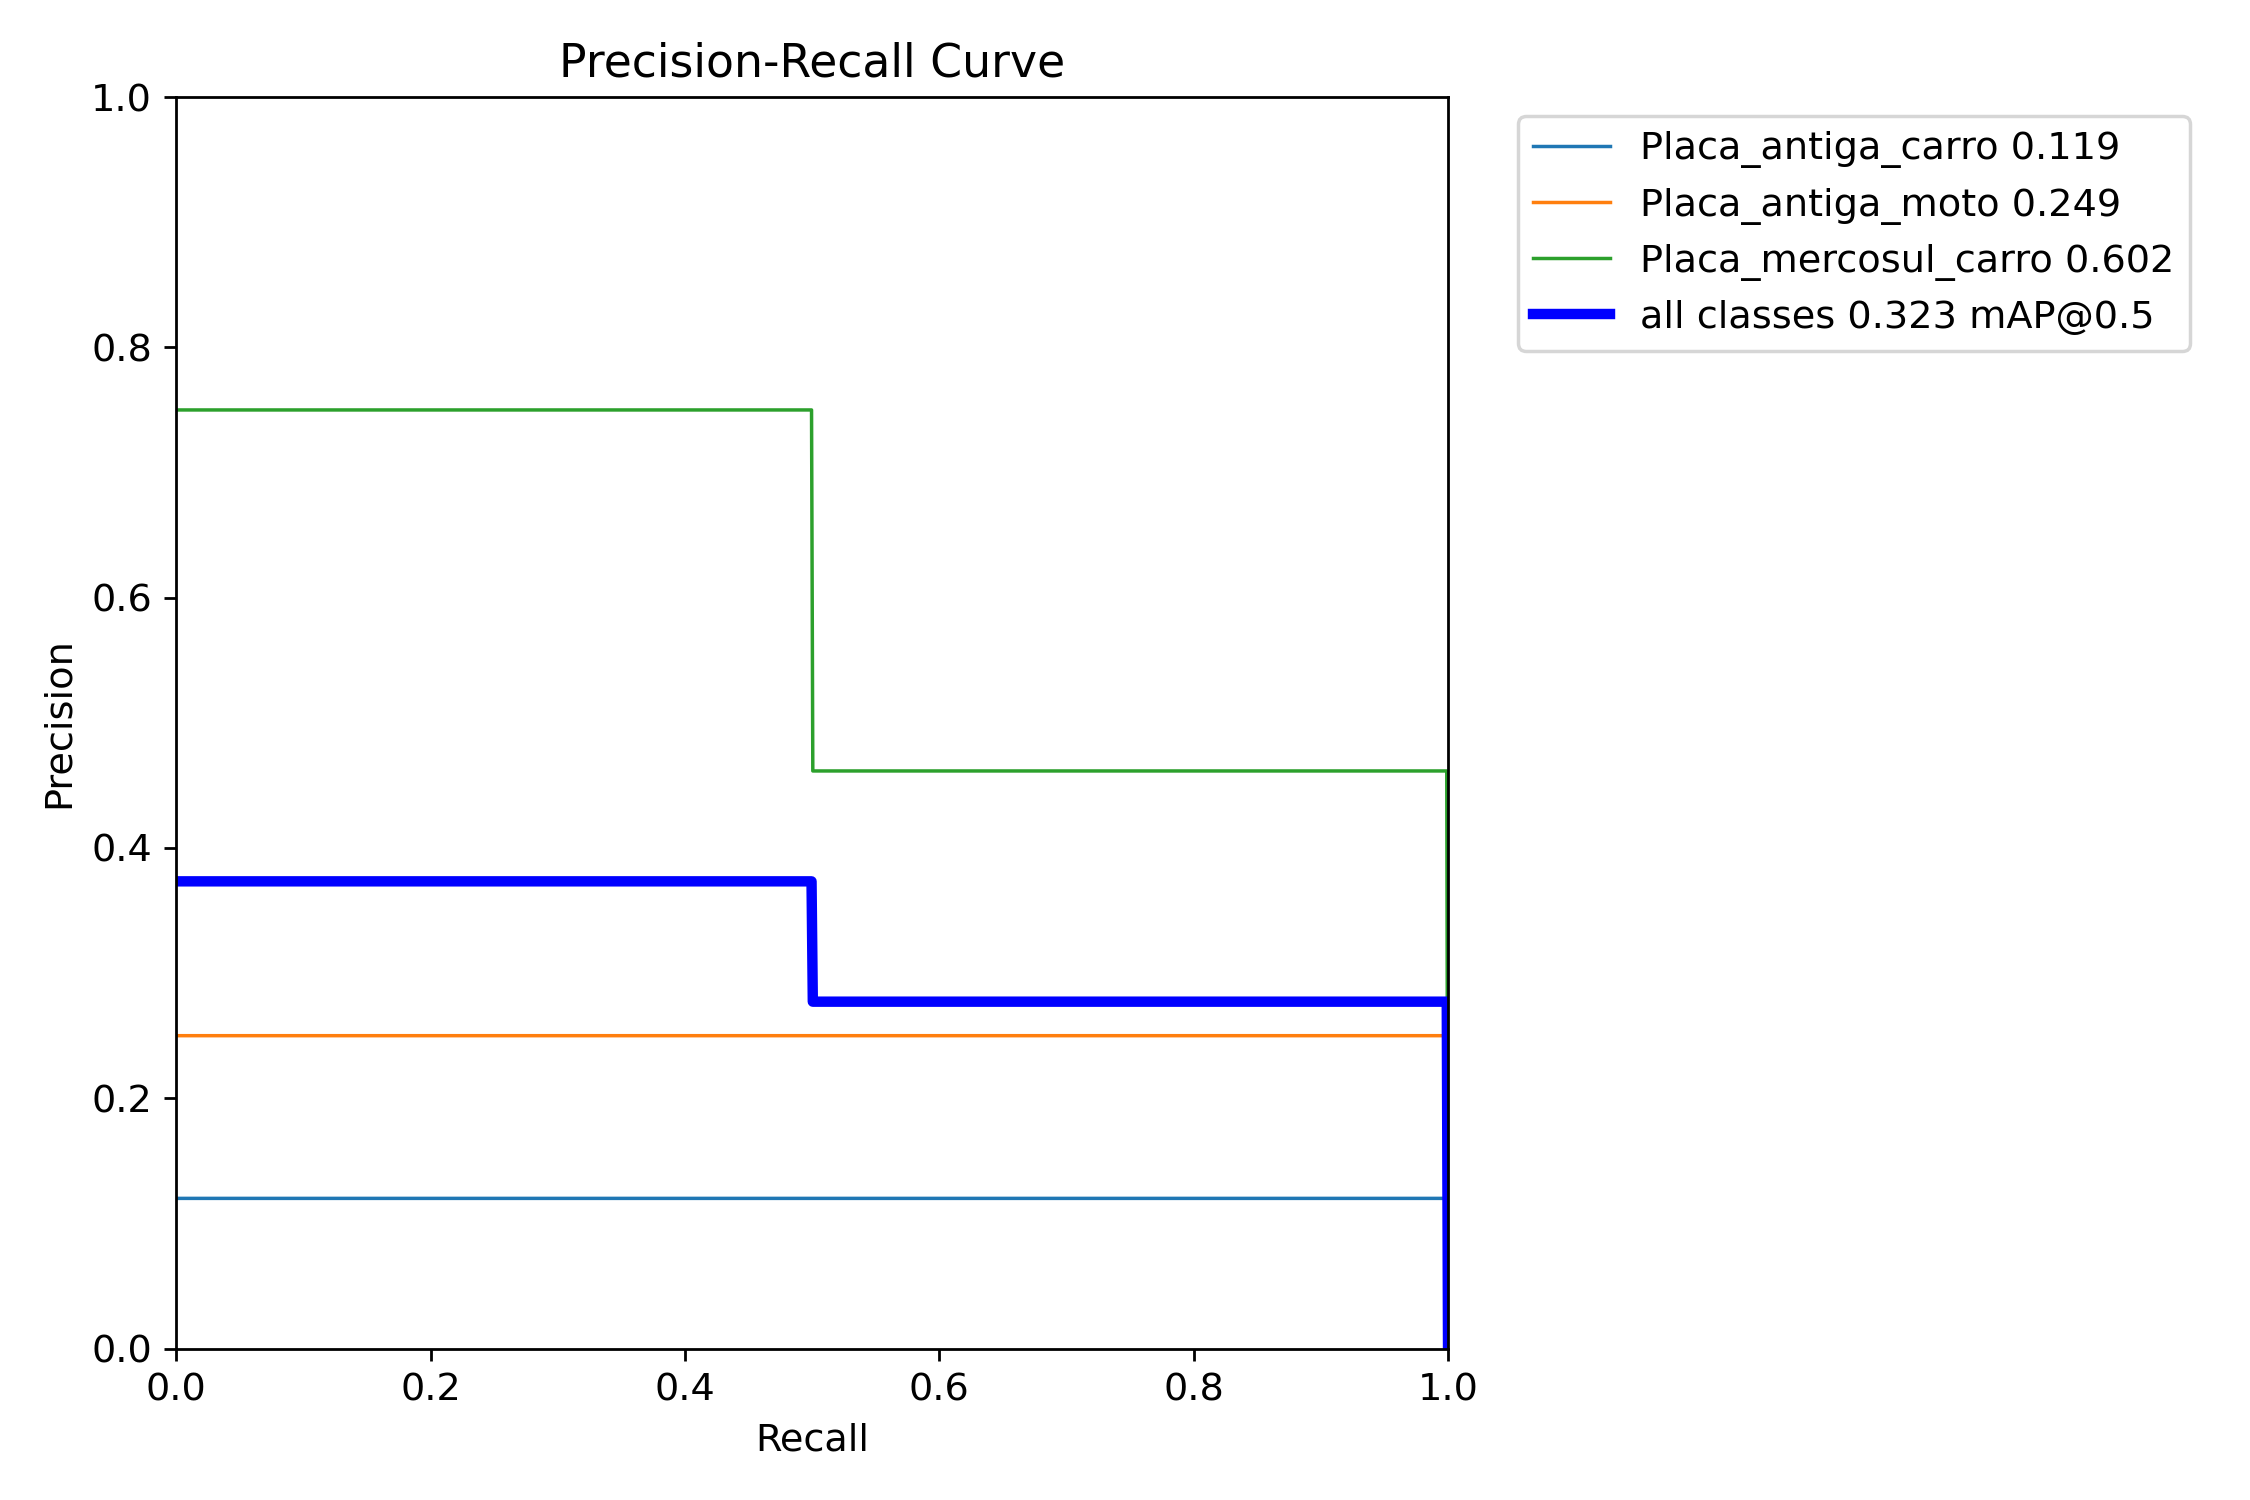 Precision-Recall Curve
1.0
0.8
0.6
0.4
0.2
0.0
Precision
0.0 0.2 0.4 0.6 0.8 1.0
Recall
Placa_antiga_carro 0.119
Placa_antiga_moto 0.249
Placa_mercosul_carro 0.602
all classes 0.323 mAP@0.5